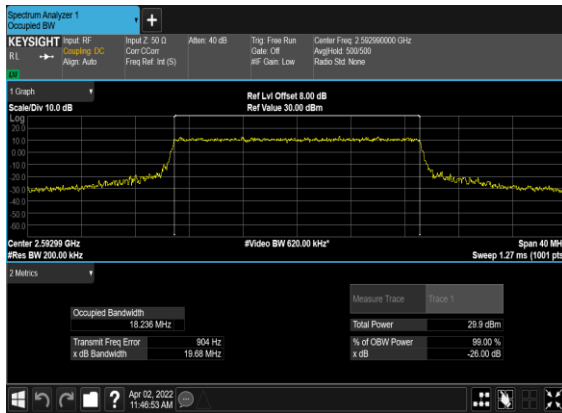 Spectrum Analyzer 1
Occupied BW
+
KEYSIGHT Input: RF Input Z: 50 Ω Atten: 40 dB Trig: Free Run Center Freq: 2.592990000 GHz
RL Coupling: DC Corr CCorr Gate: Off Avg|Hold: 500/500
Align: Auto Freq Ref: Int (S) #IF Gain: Low Radio Std: None
1 Graph
Ref Lvl Offset 8.00 dB
Scale/Div 10.0 dB Ref Value 30.00 dBm
Log
20.0
10.0
0.00
-10.0
-20.0
-30.0
-40.0
-50.0
-60.0
Center 2.59299 GHz #Video BW 620.00 kHz* Span 40 MH
#Res BW 200.00 kHz Sweep 1.27 ms (1001 pts
2 Metrics
Measure Trace Trace 1
Occupied Bandwidth
18.236 MHz Total Power 29.9 dBm
Transmit Freq Error 904 Hz % of OBW Power 99.00 %
x dB Bandwidth 19.68 MHz x dB -26.00 dB
? Apr 02, 2022
11:46:53 AM